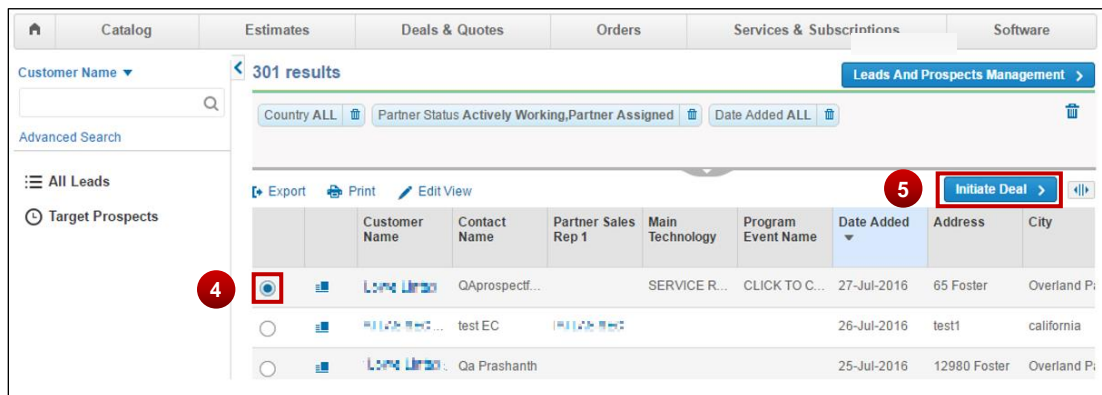 Catalog Estimates Deals & Quotes Orders Services & Subscriptions Software
Customer Name
301 results
Leads And Prospects Management
Country ALL Partner Status Actively Working,Partner Assigned Date Added ALL
Advanced Search
All Leads
Target Prospects
Export Print Edit View
5
Initiate Deal
Customer Name Contact Name Partner Sales Rep 1 Main Technology Program Event Name Date Added Address City
4
QAprospectf... SERVICE R... CLICK TO C... 27-Jul-2016 65 Foster Overland Pa
test EC 26-Jul-2016 test1 california
Qa Prashanth 25-Jul-2016 12980 Foster Overland Pa